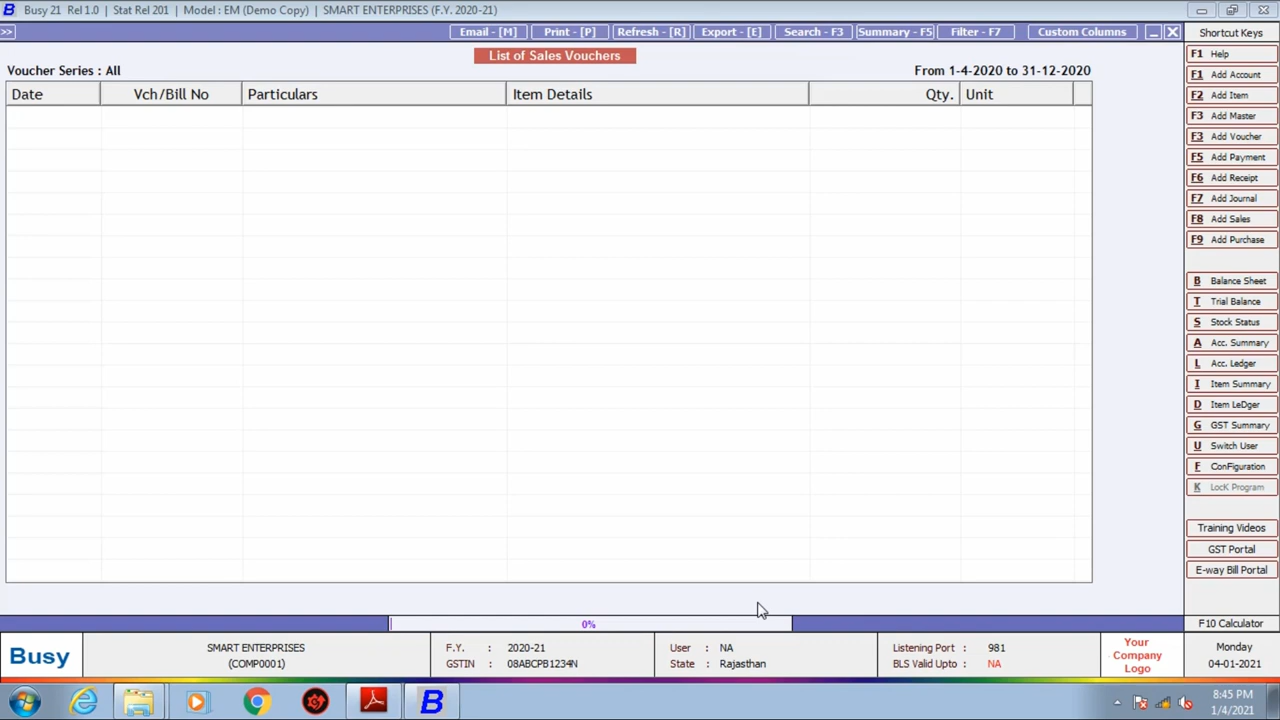 Busy 21 Rel 1.0 | Stat Rel 201 | Model : EM (Demo Copy) | SMART ENTERPRISES (F.Y. 2020-21)
>> Email - [M] Print - [P] Refresh - [R] Export - [E] Search - F3 Summary - F5 Filter - F7 Custom Columns
List of Sales Vouchers
Voucher Series : All From 1-4-2020 to 31-12-2020
Date Vch/Bill No Particulars Item Details Qty. Unit
Shortcut Keys
F1 Help
F1 Add Account
F2 Add Item
F3 Add Master
F3 Add Voucher
F5 Add Payment
F6 Add Receipt
F7 Add Journal
F8 Add Sales
F9 Add Purchase
B Balance Sheet
T Trial Balance
S Stock Status
A Acc. Summary
L Acc. Ledger
I Item Summary
D Item LeDger
G GST Summary
U Switch User
F ConFiguration
K LocK Program
Training Videos
GST Portal
E-way Bill Portal
0% F10 Calculator
Busy
SMART ENTERPRISES
(COMP0001)
F.Y. : 2020-21
GSTIN : 08ABCPB1234N
User : NA
State : Rajasthan
Listening Port : 981
BLS Valid Upto : NA
Your
Company
Logo
Monday
04-01-2021
8:45 PM
1/4/2021